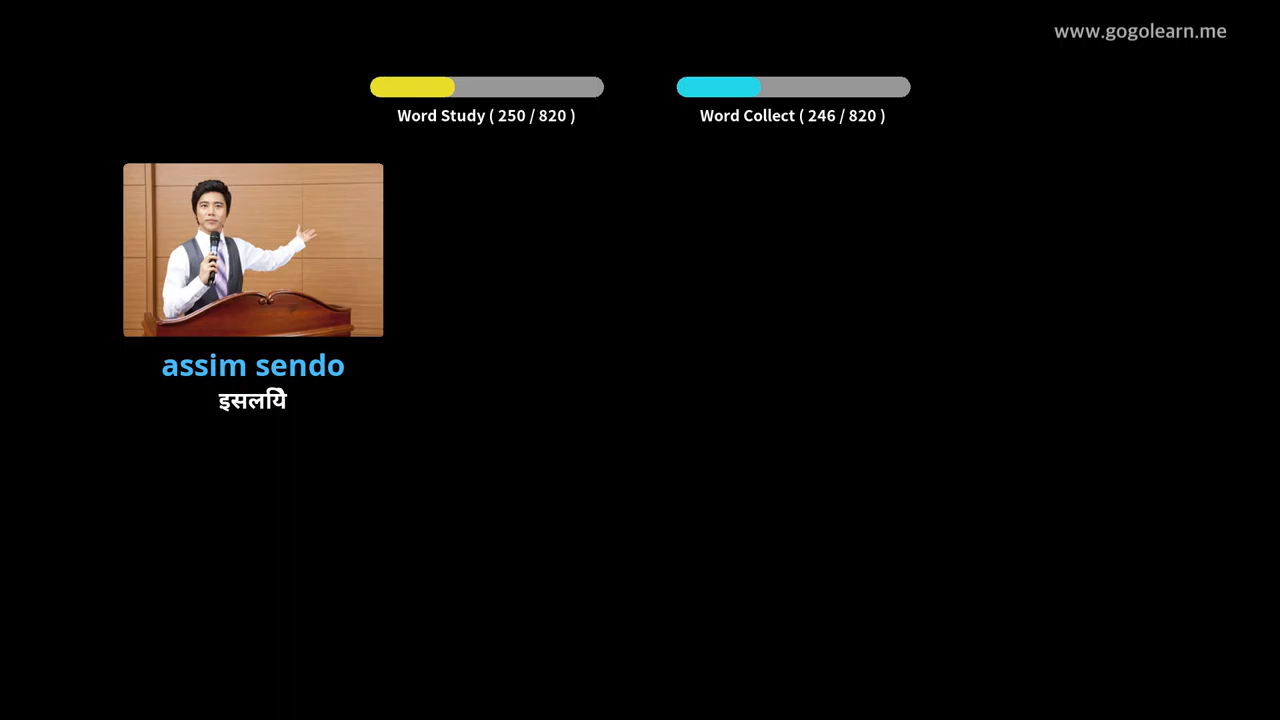 www.gogolearn.me
Word Study ( 250 / 820 )
Word Collect ( 246 / 820 )
assim sendo
इसलिये